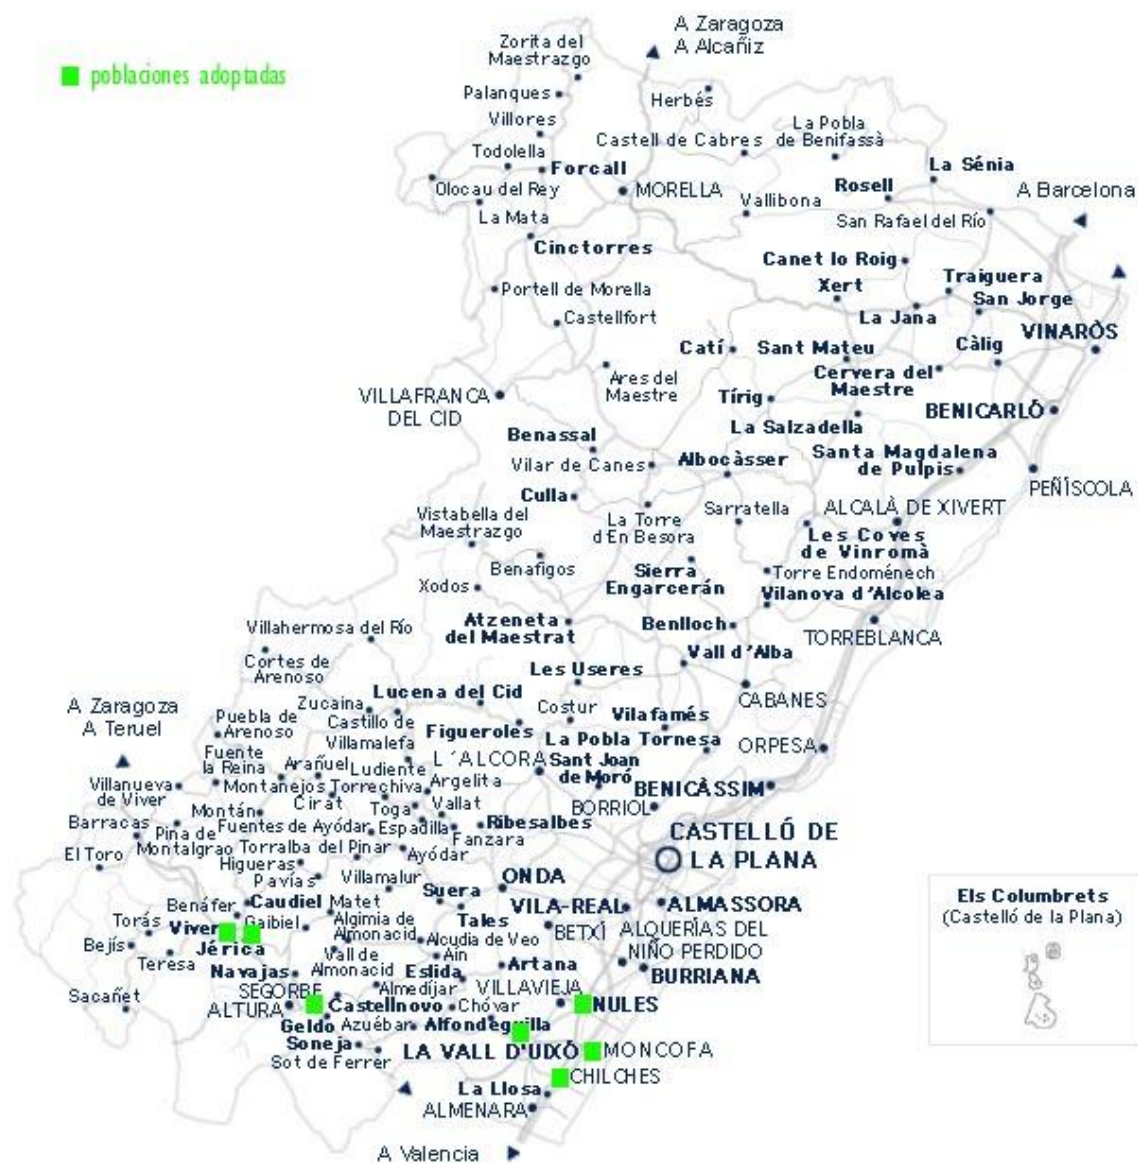 A Zaragoza
A Alcañiz
Zorita del
Maestrazgo
poblaciones adoptadas
Palanques
Herbés
Villores
Castell de Cabres
La Pobla
de Benifassà
Todolella
Forcall
La Sénia
Olocau del Rey
MORELLA
Rosell
A Barcelona
Vallibona
La Mata
San Rafael del Río
Cinctorres
Canet lo Roig
Traiguera
Xert
San Jorge
Portell de Morella
La Jana
Castellfort
VINARÒS
Catí
Sant Mateu
Càlig
Cervera del
Maestre
Ares del
Maestre
VILLAFRANCA
DEL CID
Tírig
BENICARLÓ
La Salzadella
Benassal
Santa Magdalena
de Pulpis
Vilar de Canes
Albocàsser
PEÑÍSCOLA
Culla
Sarratella
ALCALÀ DE XIVERT
Vistabella del
Maestrazgo
La Torre
d'En Besora
Les Coves
de Vinromà
Benafigos
Sierra
Engarcerán
Torre Endoménech
Xodos
Vilanova d'Alcolea
Atzeneta
del Maestrat
Benlloch
TORREBLANCA
Villahermosa del Río
Vall d'Alba
Cortes de
Arenoso
Les Useres
CABANES
Lucena del Cid
Zucaina
A Zaragoza
A Teruel
Puebla de
Arenoso
Castillo de
Villamalefa
Costur
Vilafamés
Figueroles
La Pobla Tornesa
ORPESA
Fuente
la Reina
Arañuel
Ludiente
L´ALCORA
Sant Joan
de Moró
Villanueva
de Viver
Montanejos
Torrechiva
Argelita
BENICÀSSIM
Cirat
Toga
Vallat
BORRIOL
Montán
Barracas
Pina de
Montalgrao
Fuentes de Ayódar
Espadilla
Fanzara
Ribesalbes
CASTELLÓ DE
LA PLANA
El Toro
Torralba del Pinar
Ayódar
Higueras
Pavías
Villamalur
ONDA
Suera
Els Columbrets
(Castelló de la Plana)
Benáfer
Caudiel
Matet
Tales
VILA-REAL
ALMASSORA
Torás
Viver
Gaibiel
Algimia de
Almonacid
BETXÍ
ALQUERÍAS DEL
NIÑO PERDIDO
Bejís
Jérica
Alcudia de Veo
Teresa
Vall de
Almonacid
Ain
Artana
BURRIANA
Navajas
Eslida
SEGORBE
Almedíjar
VILLAVIEJA
Sacañet
ALTURA
Castellnovo
Chóvar
NULES
Geldo
Azuébar
Alfondeguilla
Soneja
LA VALL D'UIXÓ
MONCOFA
Sot de Ferrer
CHILCHES
La Llosa
ALMENARA
A Valencia